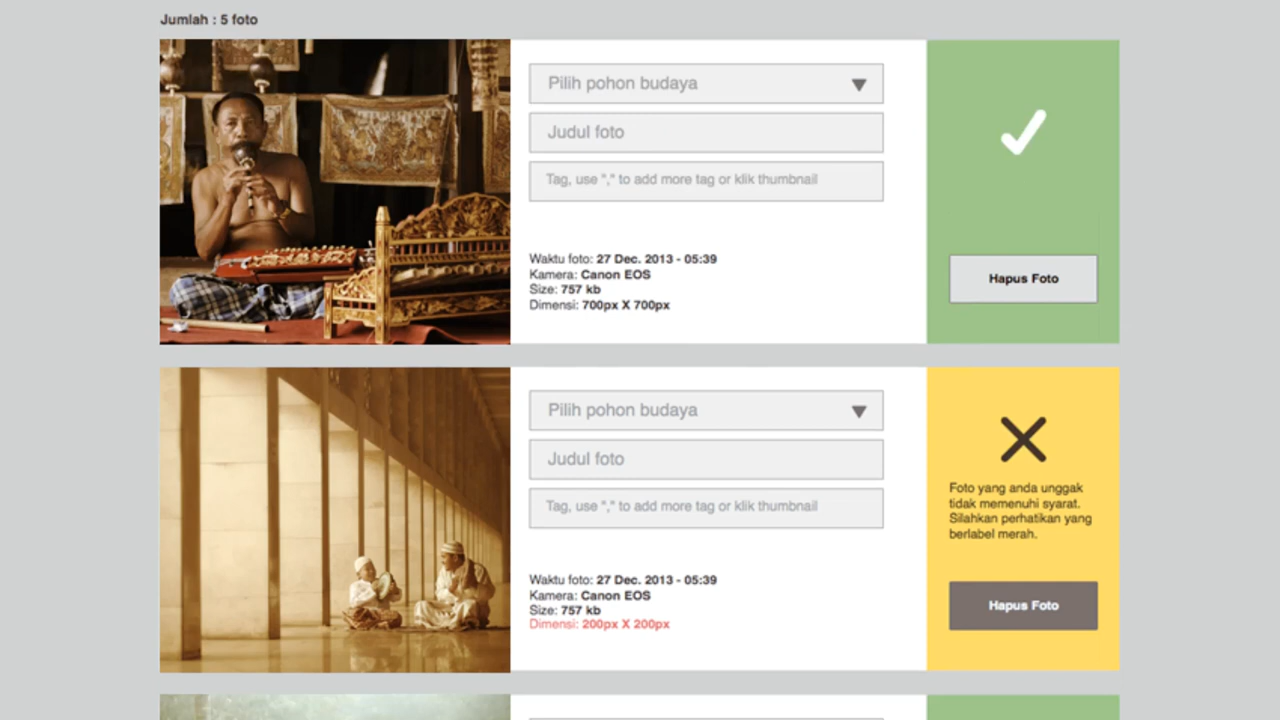 Jumlah : 5 foto
Pilih pohon budaya
Judul foto
Tag, use "," to add more tag or klik thumbnail
Waktu foto: 27 Dec. 2013 - 05:39
Kamera: Canon EOS
Size: 757 kb
Dimensi: 700px X 700px
Hapus Foto
Pilih pohon budaya
Judul foto
Tag, use "," to add more tag or klik thumbnail
Waktu foto: 27 Dec. 2013 - 05:39
Kamera: Canon EOS
Size: 757 kb
Dimensi: 200px X 200px
Foto yang anda unggak
tidak memenuhi syarat.
Silahkan perhatikan yang
berlabel merah.
Hapus Foto